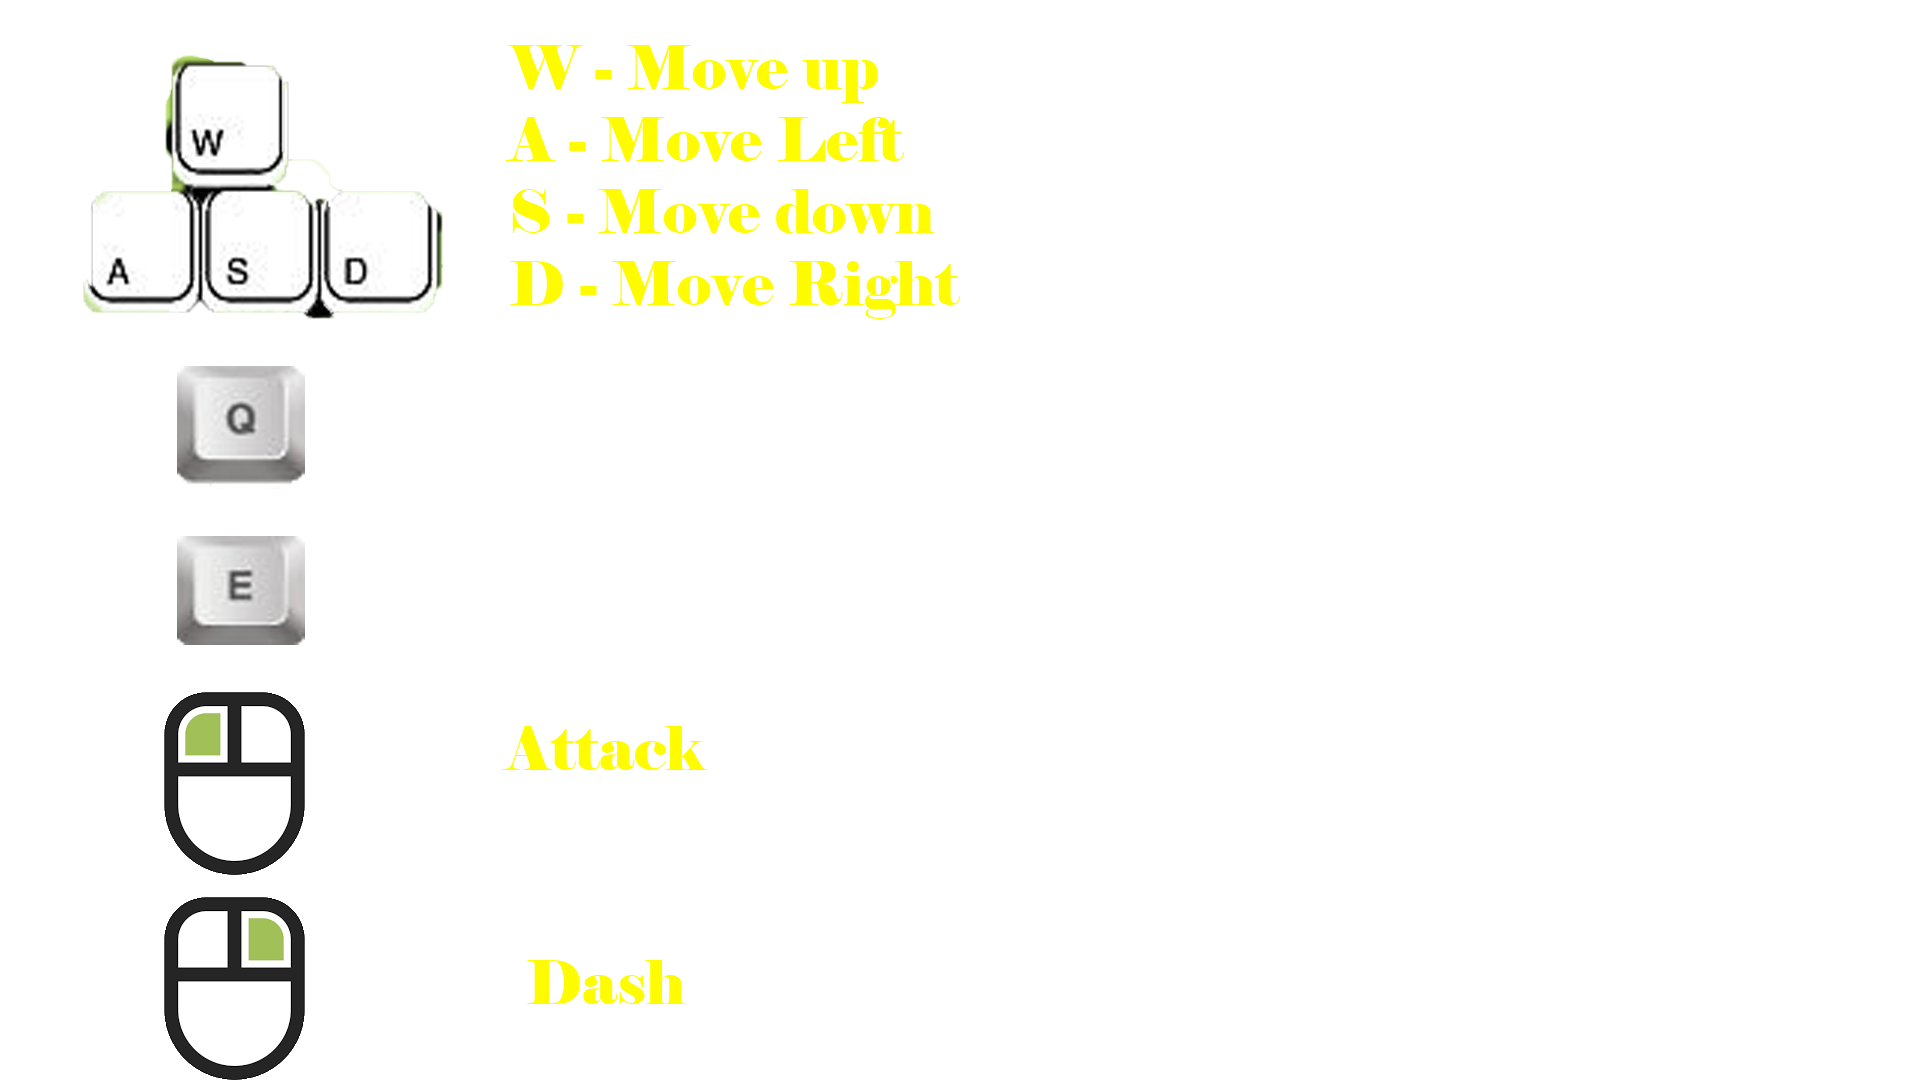 W
W - Move up
A - Move Left
S - Move down
D - Move Right
A S D
Q
E
Attack
Dash